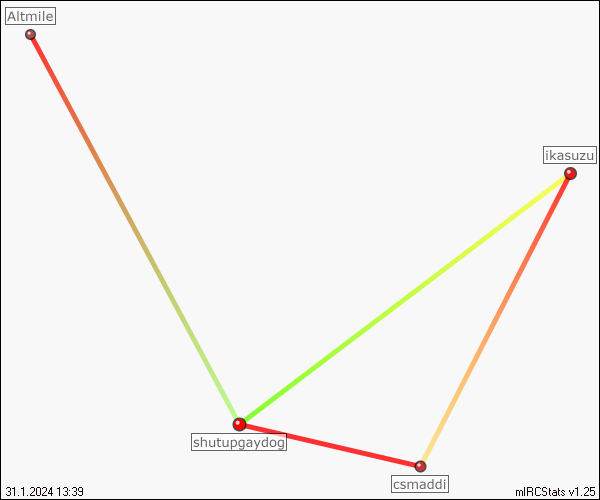 Altmile
ikasuzu
shutupgaydog
csmaddi
31.1.2024 13:39
mIRCStats v1.25